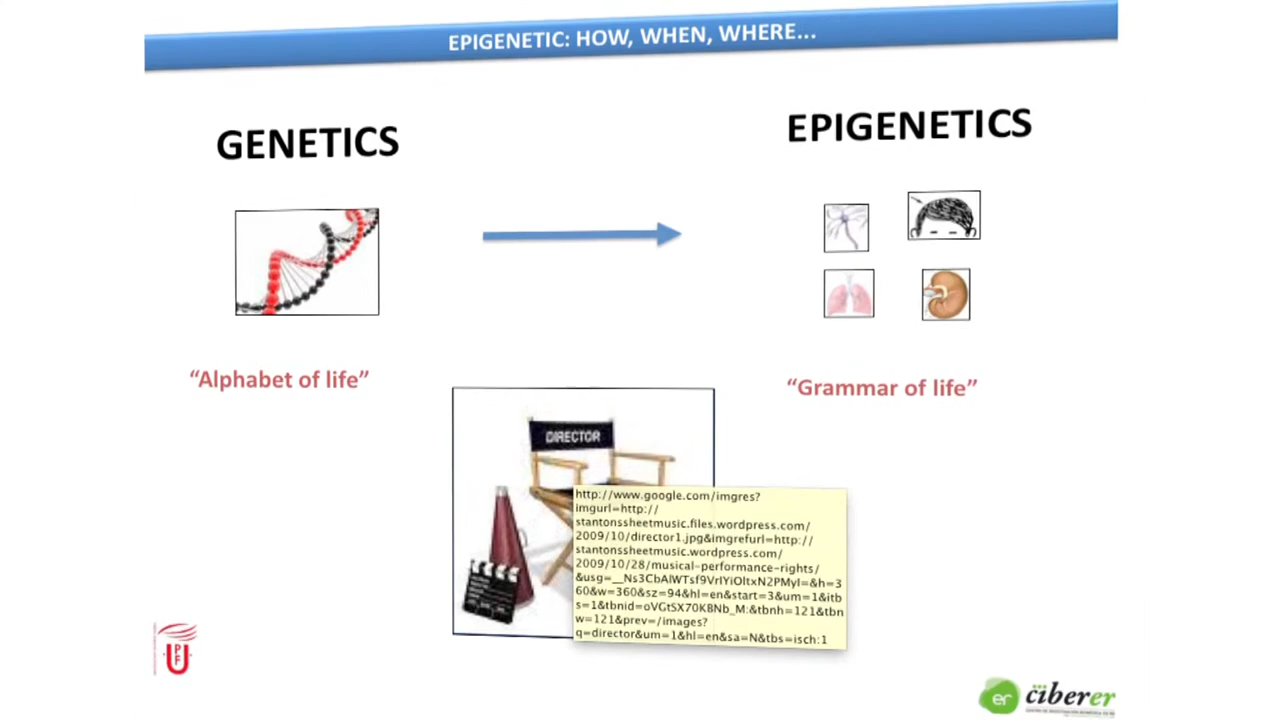 EPIGENETIC: HOW, WHEN, WHERE...
GENETICS
EPIGENETICS
“Alphabet of life”
“Grammar of life”
DIRECTOR
http://www.google.com/imgres?
imgurl=http://
stantonssheetmusic.files.wordpress.com/
2009/10/director1.jpg&imgrefurl=http://
stantonssheetmusic.wordpress.com/
2009/10/28/musical-performance-rights/
&usg=__Ns3CbAlWTsf9VrIYiOltxN2PMyI=&h=3
60&w=360&sz=94&hl=en&start=3&um=1&itb
s=1&tbnid=oVGtSX70KBNb_M:&tbnh=121&tbn
w=121&prev=/images?
q=director&um=1&hl=en&sa=N&tbs=isch:1
UPF
er ciberer